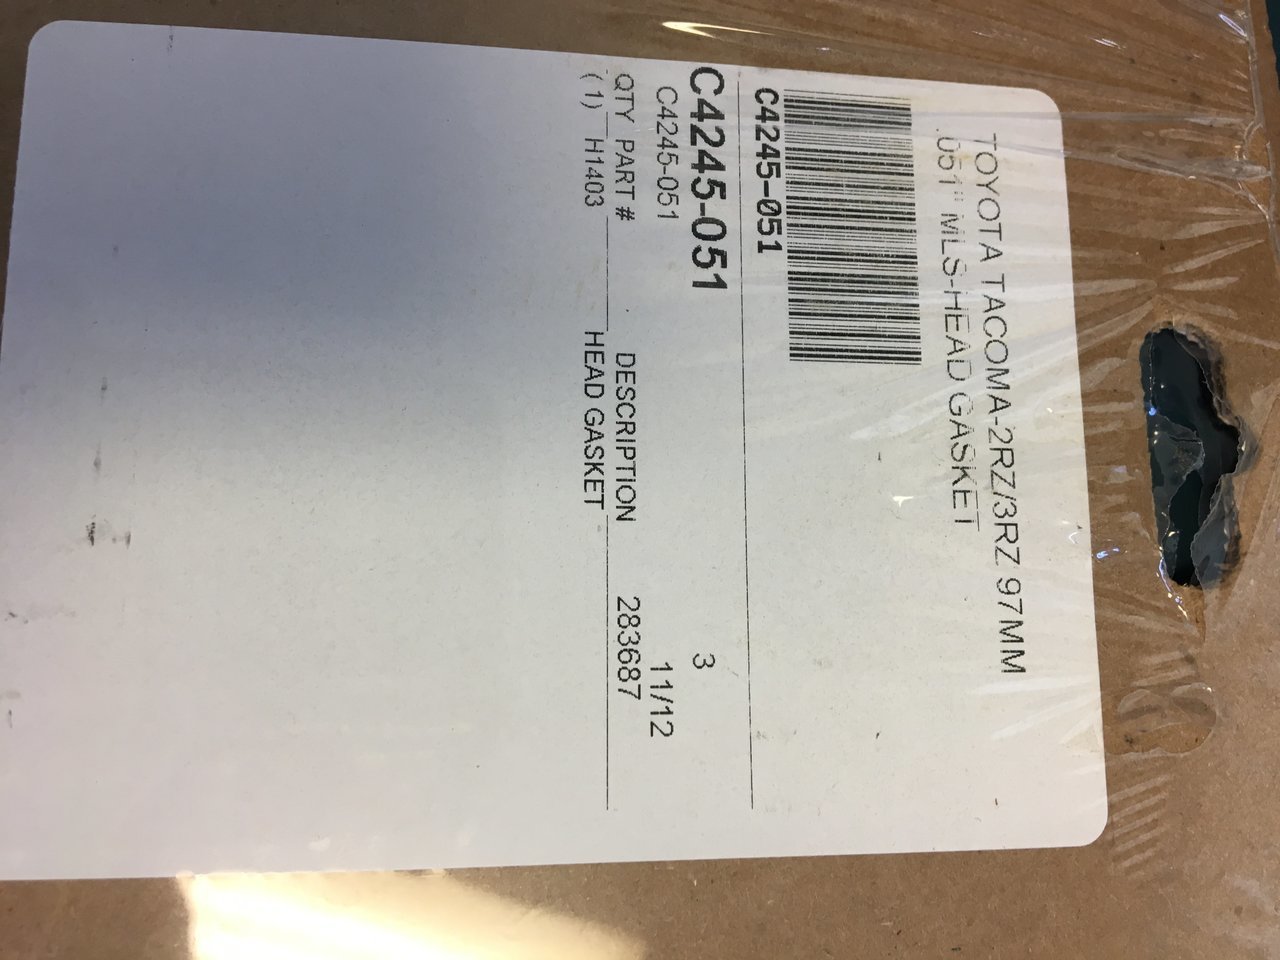 TOYOTA TACOMA-2RZ/3RZ 97MM
.051" MLS-HEAD GASKET
C4245-051
C4245-051 3
C4245-051 11/12
QTY PART # DESCRIPTION 283687
(1) H1403 HEAD GASKET